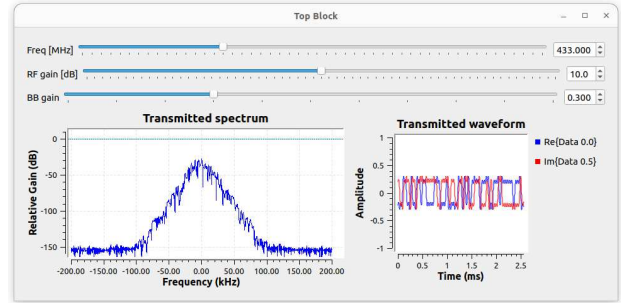 Top Block
Freq [MHz] 433.000
RF gain [dB] 10.0
BB gain 0.300
Transmitted spectrum
Relative Gain (dB)
0
-50
-100
-150
-200.00 -150.00 -100.00 -50.00 0.00 50.00 100.00 150.00 200.00
Frequency (kHz)
Transmitted waveform
Amplitude
1
0.5
0
-0.5
-1
0 0.5 1 1.5 2 2.5
Time (ms)
Re{Data 0.0}
Im{Data 0.5}